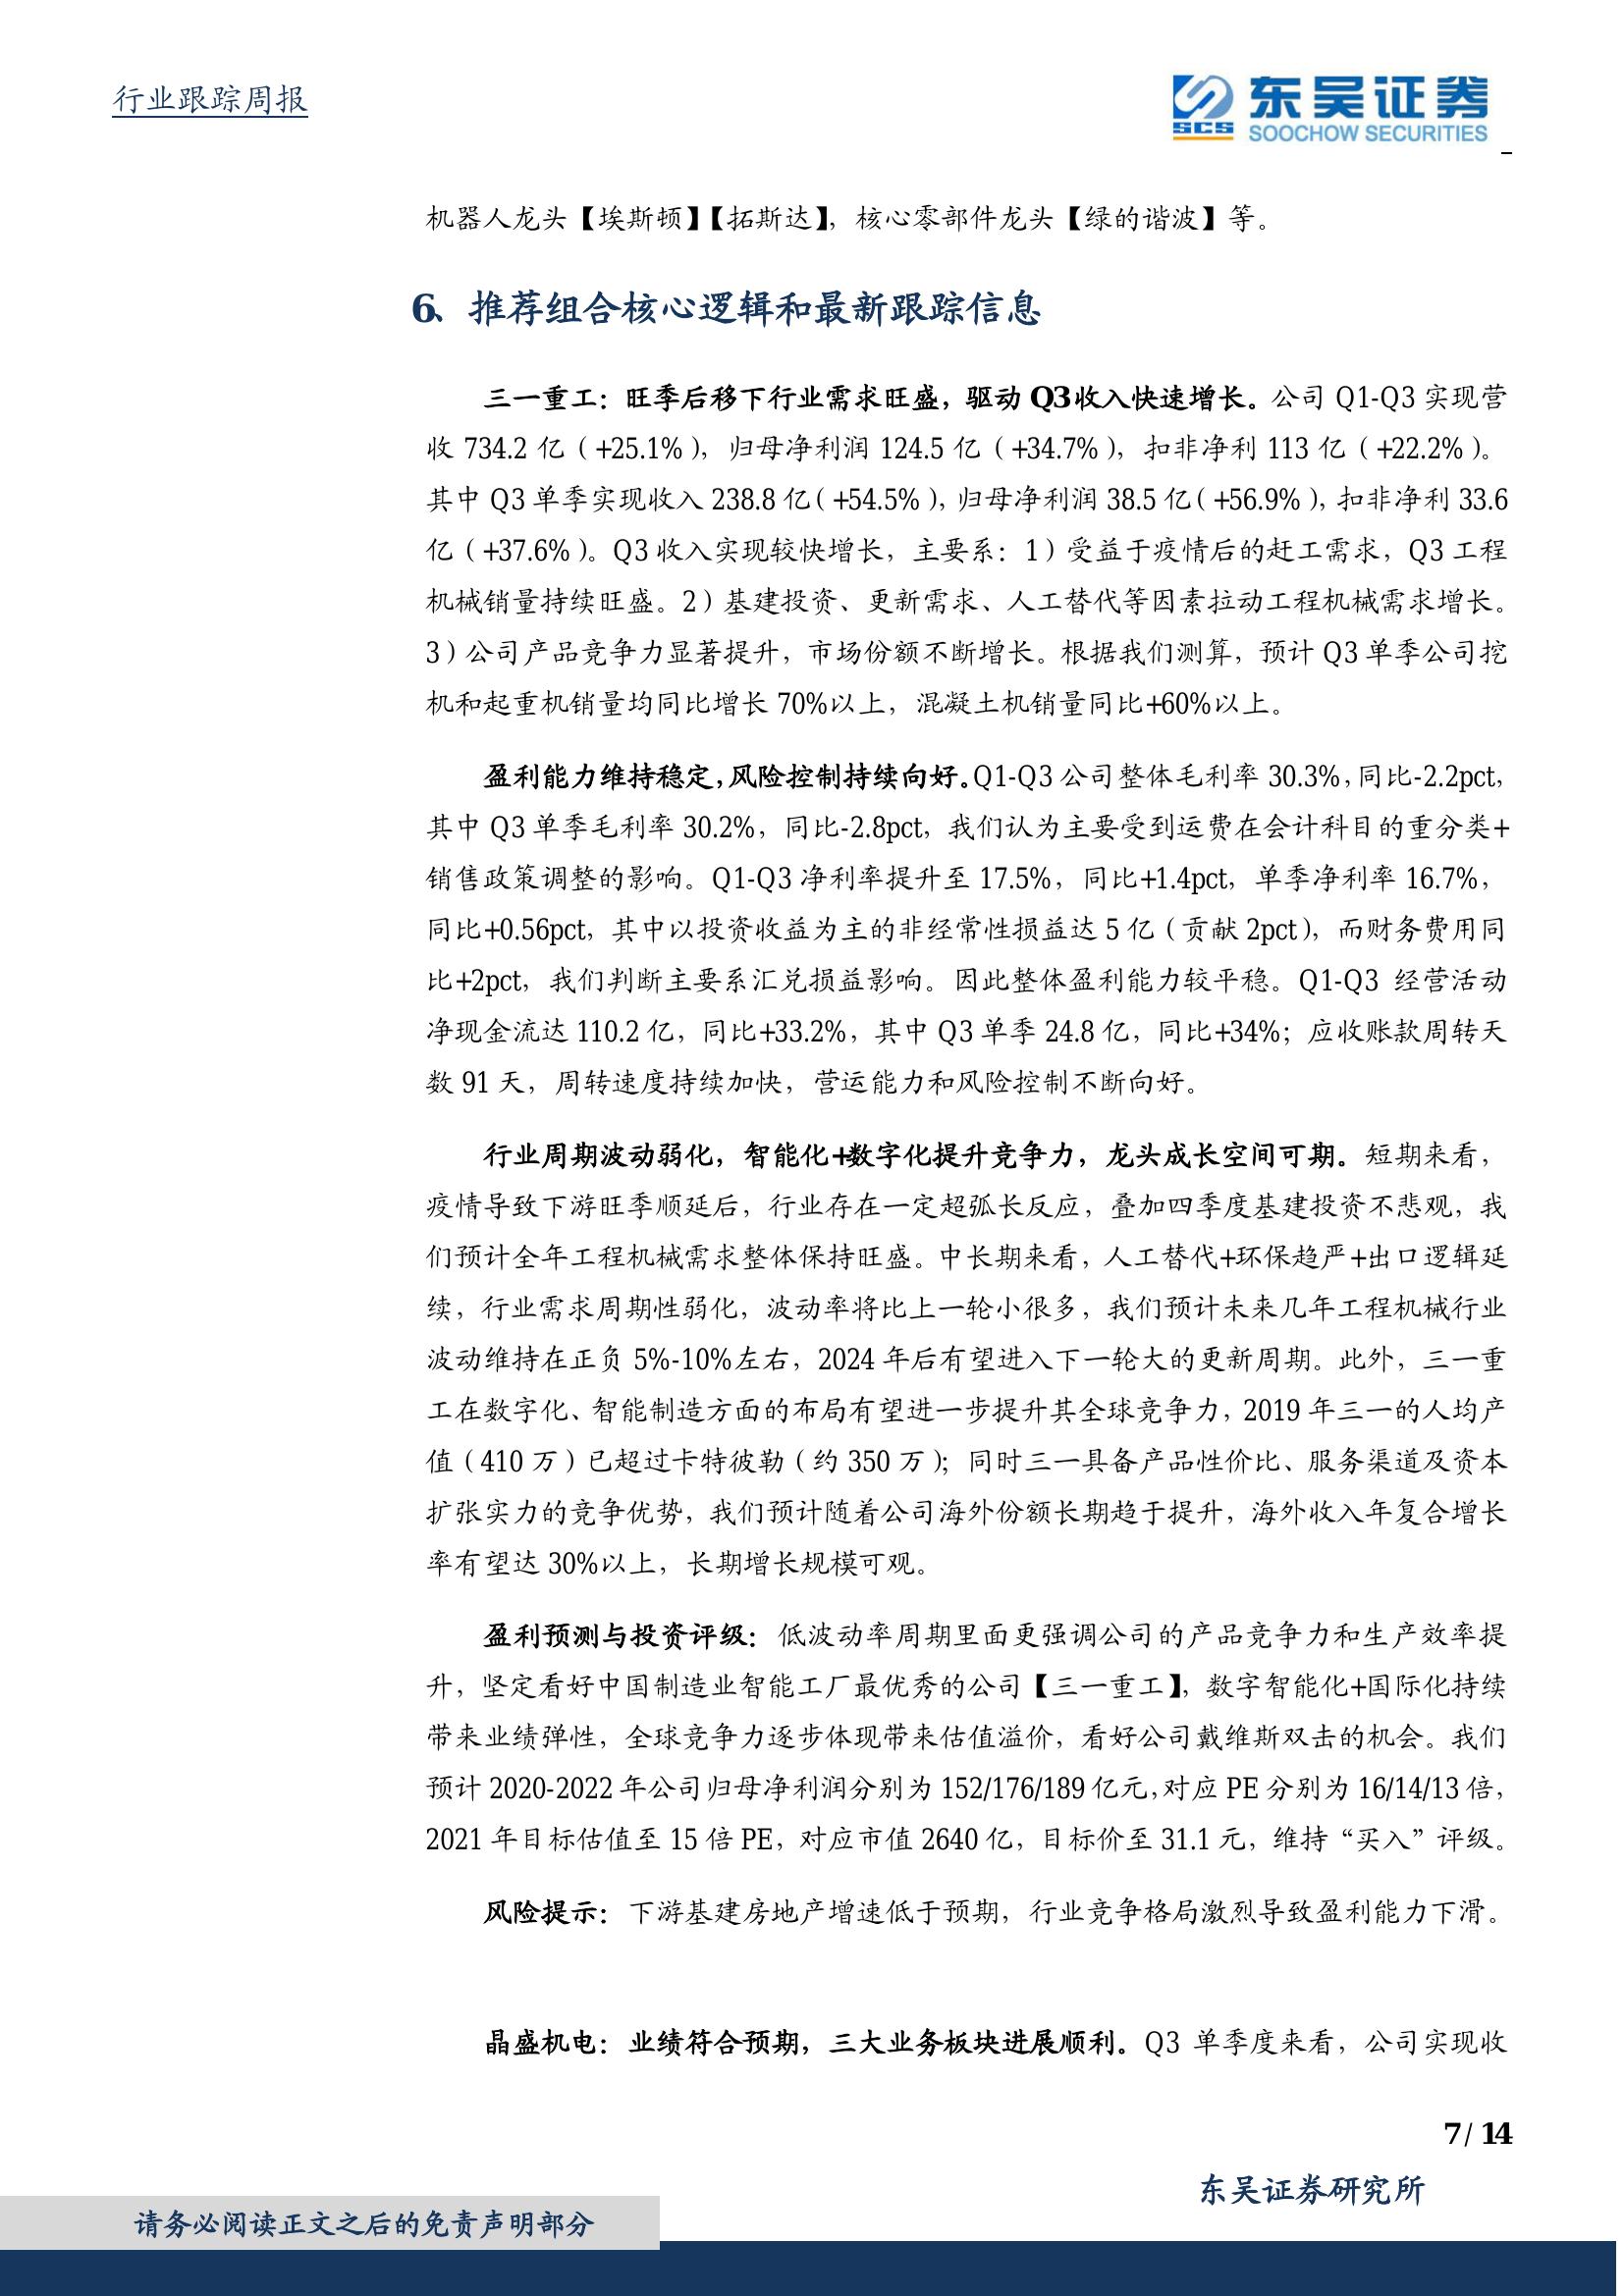 行业跟踪周报
SCS
东吴证券
SOOCHOW SECURITIES
机器人龙头【埃斯顿】【拓斯达】，核心零部件龙头【绿的谐波】等。
6、推荐组合核心逻辑和最新跟踪信息
三一重工：旺季后移下行业需求旺盛，驱动 Q3 收入快速增长。公司 Q1-Q3 实现营
收 734.2 亿（+25.1%），归母净利润 124.5 亿（+34.7%），扣非净利 113 亿（+22.2%）。
其中 Q3 单季实现收入 238.8 亿（+54.5%），归母净利润 38.5 亿（+56.9%），扣非净利 33.6
亿（+37.6%）。Q3 收入实现较快增长，主要系：1）受益于疫情后的赶工需求，Q3 工程
机械销量持续旺盛。2）基建投资、更新需求、人工替代等因素拉动工程机械需求增长。
3）公司产品竞争力显著提升，市场份额不断增长。根据我们测算，预计 Q3 单季公司挖
机和起重机销量均同比增长 70%以上，混凝土机销量同比+60%以上。
盈利能力维持稳定，风险控制持续向好。Q1-Q3 公司整体毛利率 30.3%，同比-2.2pct，
其中 Q3 单季毛利率 30.2%，同比-2.8pct，我们认为主要受到运费在会计科目的重分类+
销售政策调整的影响。Q1-Q3 净利率提升至 17.5%，同比+1.4pct，单季净利率 16.7%，
同比+0.56pct，其中以投资收益为主的非经常性损益达 5 亿（贡献 2pct），而财务费用同
比+2pct，我们判断主要系汇兑损益影响。因此整体盈利能力较平稳。Q1-Q3 经营活动
净现金流达 110.2 亿，同比+33.2%，其中 Q3 单季 24.8 亿，同比+34%；应收账款周转天
数 91 天，周转速度持续加快，营运能力和风险控制不断向好。
行业周期波动弱化，智能化+数字化提升竞争力，龙头成长空间可期。短期来看，
疫情导致下游旺季顺延后，行业存在一定超弧长反应，叠加四季度基建投资不悲观，我
们预计全年工程机械需求整体保持旺盛。中长期来看，人工替代+环保趋严+出口逻辑延
续，行业需求周期性弱化，波动率将比上一轮小很多，我们预计未来几年工程机械行业
波动维持在正负 5%-10%左右，2024 年后有望进入下一轮大的更新周期。此外，三一重
工在数字化、智能制造方面的布局有望进一步提升其全球竞争力，2019 年三一的人均产
值（410 万）已超过卡特彼勒（约 350 万）；同时三一具备产品性价比、服务渠道及资本
扩张实力的竞争优势，我们预计随着公司海外份额长期趋于提升，海外收入年复合增长
率有望达 30%以上，长期增长规模可观。
盈利预测与投资评级：低波动率周期里面更强调公司的产品竞争力和生产效率提
升，坚定看好中国制造业智能工厂最优秀的公司【三一重工】，数字智能化+国际化持续
带来业绩弹性，全球竞争力逐步体现带来估值溢价，看好公司戴维斯双击的机会。我们
预计 2020-2022 年公司归母净利润分别为 152/176/189 亿元，对应 PE 分别为 16/14/13 倍，
2021 年目标估值至 15 倍 PE，对应市值 2640 亿，目标价至 31.1 元，维持“买入”评级。
风险提示：下游基建房地产增速低于预期，行业竞争格局激烈导致盈利能力下滑。
晶盛机电：业绩符合预期，三大业务板块进展顺利。Q3 单季度来看，公司实现收
7 / 14
东吴证券研究所
请务必阅读正文之后的免责声明部分